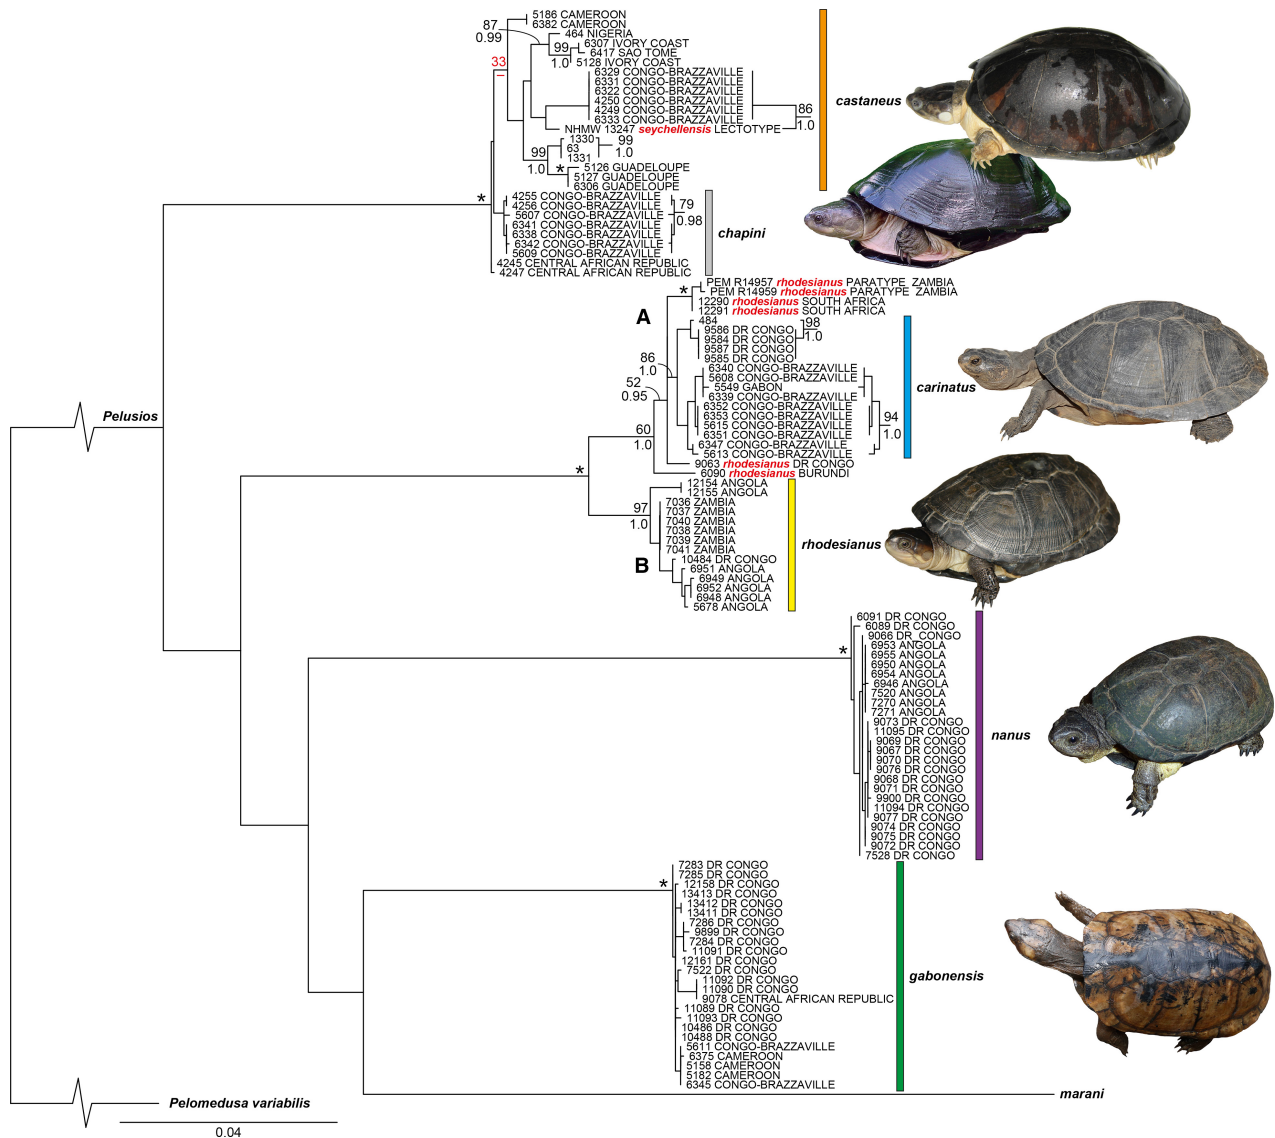 5186 CAMEROON
6382 CAMEROON
87
0.99
464 NIGERIA
6307 IVORY COAST
99
6417 SAO TOME
1.0
5128 IVORY COAST
33
–
6329 CONGO-BRAZZAVILLE
6331 CONGO-BRAZZAVILLE
6322 CONGO-BRAZZAVILLE
4250 CONGO-BRAZZAVILLE
4249 CONGO-BRAZZAVILLE
6333 CONGO-BRAZZAVILLE
86
1.0
castaneus
NHMW 13247 seychellensis LECTOTYPE
1330
63
1331
99
1.0
99
1.0
*
5126 GUADELOUPE
5127 GUADELOUPE
6306 GUADELOUPE
*
4255 CONGO-BRAZZAVILLE
4256 CONGO-BRAZZAVILLE
5607 CONGO-BRAZZAVILLE
6341 CONGO-BRAZZAVILLE
6338 CONGO-BRAZZAVILLE
6342 CONGO-BRAZZAVILLE
5609 CONGO-BRAZZAVILLE
79
0.98
chapini
4245 CENTRAL AFRICAN REPUBLIC
4247 CENTRAL AFRICAN REPUBLIC
*
PEM R14957 rhodesianus PARATYPE ZAMBIA
PEM R14959 rhodesianus PARATYPE ZAMBIA
12290 rhodesianus SOUTH AFRICA
12291 rhodesianus SOUTH AFRICA
A
484
9586 DR CONGO
9584 DR CONGO
9587 DR CONGO
9585 DR CONGO
98
1.0
86
1.0
6340 CONGO-BRAZZAVILLE
5608 CONGO-BRAZZAVILLE
5549 GABON
6339 CONGO-BRAZZAVILLE
6352 CONGO-BRAZZAVILLE
6353 CONGO-BRAZZAVILLE
5615 CONGO-BRAZZAVILLE
6351 CONGO-BRAZZAVILLE
6347 CONGO-BRAZZAVILLE
5613 CONGO-BRAZZAVILLE
94
1.0
carinatus
52
0.95
60
1.0
9063 rhodesianus DR CONGO
6090 rhodesianus BURUNDI
*
12154 ANGOLA
12155 ANGOLA
7036 ZAMBIA
7037 ZAMBIA
7040 ZAMBIA
7038 ZAMBIA
7039 ZAMBIA
7041 ZAMBIA
97
1.0
B
10484 DR CONGO
6951 ANGOLA
6949 ANGOLA
6952 ANGOLA
6948 ANGOLA
5678 ANGOLA
rhodesianus
Pelusios
*
6091 DR CONGO
6089 DR CONGO
9066 DR CONGO
6953 ANGOLA
6955 ANGOLA
6950 ANGOLA
6954 ANGOLA
6946 ANGOLA
7520 ANGOLA
7270 ANGOLA
7271 ANGOLA
9073 DR CONGO
11095 DR CONGO
9069 DR CONGO
9067 DR CONGO
9070 DR CONGO
9076 DR CONGO
9068 DR CONGO
9071 DR CONGO
9900 DR CONGO
11094 DR CONGO
9077 DR CONGO
9074 DR CONGO
9075 DR CONGO
9072 DR CONGO
7528 DR CONGO
nanus
*
7283 DR CONGO
7285 DR CONGO
12158 DR CONGO
13413 DR CONGO
13412 DR CONGO
13411 DR CONGO
7286 DR CONGO
9899 DR CONGO
7284 DR CONGO
11091 DR CONGO
12161 DR CONGO
7522 DR CONGO
11092 DR CONGO
11090 DR CONGO
9078 CENTRAL AFRICAN REPUBLIC
11089 DR CONGO
11093 DR CONGO
10486 DR CONGO
10488 DR CONGO
5611 CONGO-BRAZZAVILLE
6375 CAMEROON
5158 CAMEROON
5182 CAMEROON
6345 CONGO-BRAZZAVILLE
gabonensis
marani
Pelomedusa variabilis
0.04